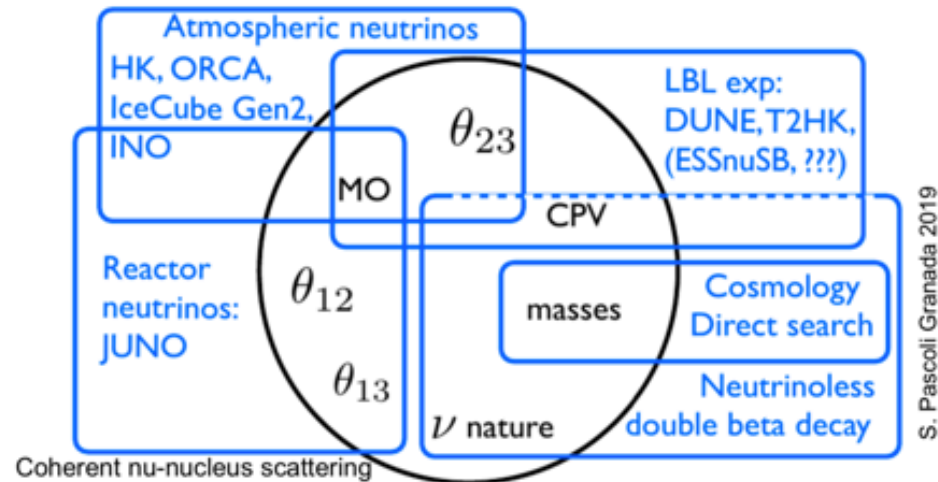 Atmospheric neutrinos
HK, ORCA,
IceCube Gen2,
INO
LBL exp:
DUNE, T2HK,
(ESSnuSB, ???)
θ₂₃
MO
CPV
Reactor
neutrinos:
JUNO
θ₁₂
θ₁₃
masses
Cosmology
Direct search
Neutrinoless
double beta decay
ν nature
Coherent nu-nucleus scattering
S. Pascoli Granada 2019